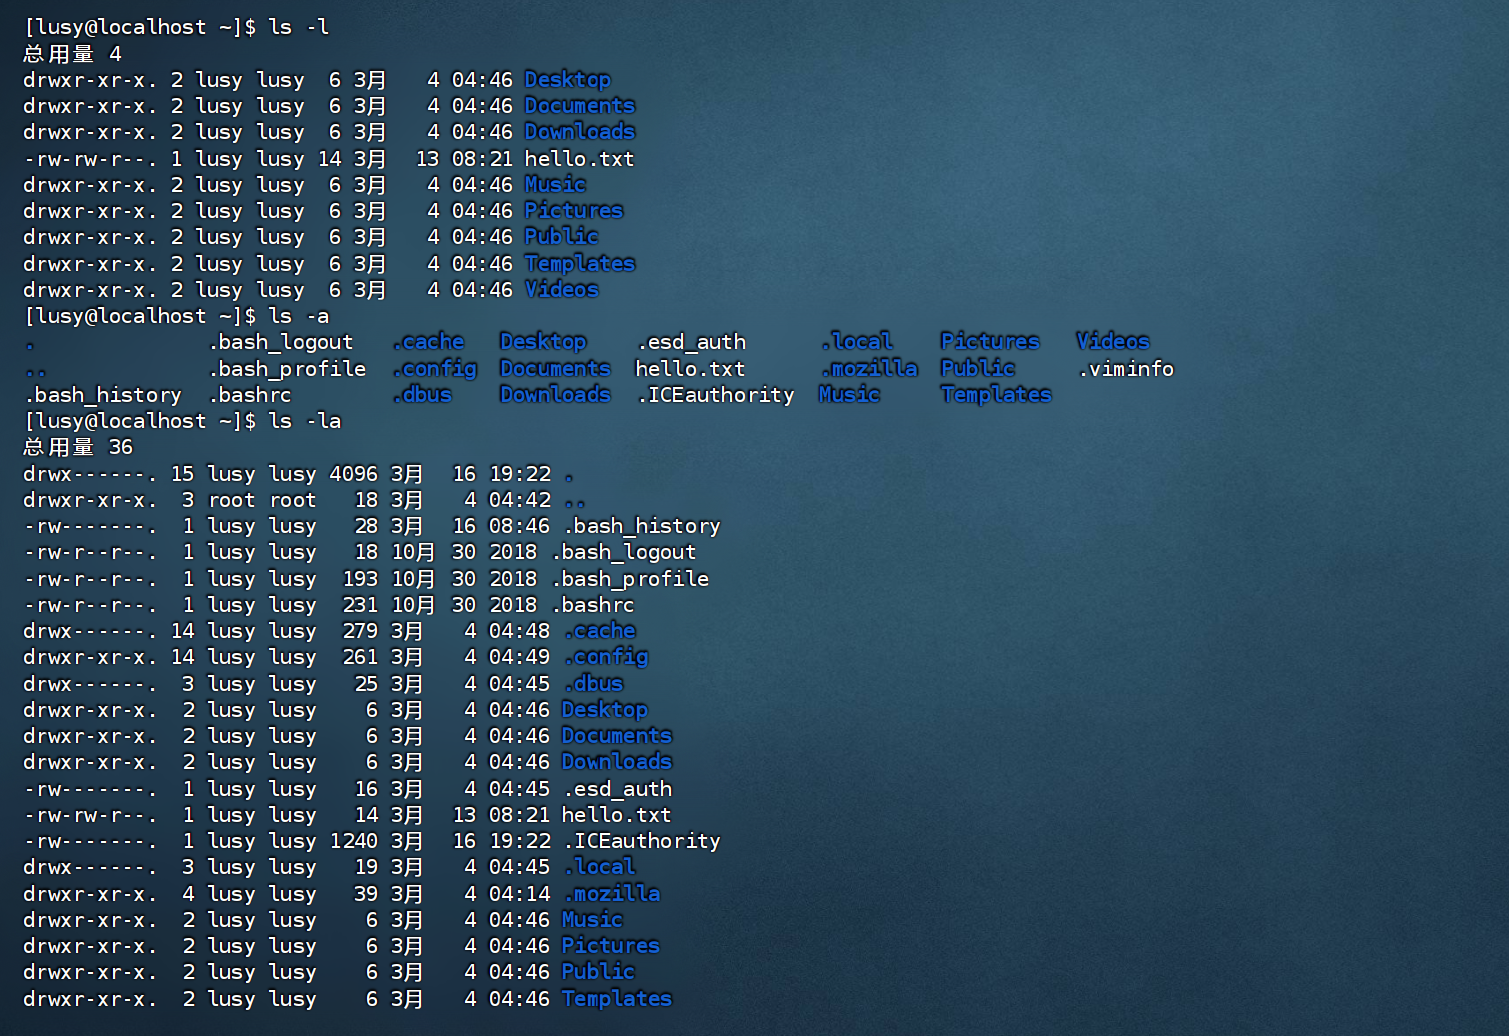 [lusy@localhost ~]$ ls -l
总用量 4
drwxr-xr-x. 2 lusy lusy  6 3月   4 04:46 Desktop
drwxr-xr-x. 2 lusy lusy  6 3月   4 04:46 Documents
drwxr-xr-x. 2 lusy lusy  6 3月   4 04:46 Downloads
-rw-rw-r--. 1 lusy lusy 14 3月  13 08:21 hello.txt
drwxr-xr-x. 2 lusy lusy  6 3月   4 04:46 Music
drwxr-xr-x. 2 lusy lusy  6 3月   4 04:46 Pictures
drwxr-xr-x. 2 lusy lusy  6 3月   4 04:46 Public
drwxr-xr-x. 2 lusy lusy  6 3月   4 04:46 Templates
drwxr-xr-x. 2 lusy lusy  6 3月   4 04:46 Videos
[lusy@localhost ~]$ ls -a
.              .bash_logout   .cache   Desktop    .esd_auth      .local    Pictures   Videos
..             .bash_profile  .config  Documents  hello.txt      .mozilla  Public     .viminfo
.bash_history  .bashrc        .dbus    Downloads  .ICEauthority  Music     Templates
[lusy@localhost ~]$ ls -la
总用量 36
drwx------. 15 lusy lusy 4096 3月  16 19:22 .
drwxr-xr-x.  3 root root   18 3月   4 04:42 ..
-rw-------.  1 lusy lusy   28 3月  16 08:46 .bash_history
-rw-r--r--.  1 lusy lusy   18 10月 30 2018 .bash_logout
-rw-r--r--.  1 lusy lusy  193 10月 30 2018 .bash_profile
-rw-r--r--.  1 lusy lusy  231 10月 30 2018 .bashrc
drwx------. 14 lusy lusy  279 3月   4 04:48 .cache
drwxr-xr-x. 14 lusy lusy  261 3月   4 04:49 .config
drwx------.  3 lusy lusy   25 3月   4 04:45 .dbus
drwxr-xr-x.  2 lusy lusy    6 3月   4 04:46 Desktop
drwxr-xr-x.  2 lusy lusy    6 3月   4 04:46 Documents
drwxr-xr-x.  2 lusy lusy    6 3月   4 04:46 Downloads
-rw-------.  1 lusy lusy   16 3月   4 04:45 .esd_auth
-rw-rw-r--.  1 lusy lusy   14 3月  13 08:21 hello.txt
-rw-------.  1 lusy lusy 1240 3月  16 19:22 .ICEauthority
drwx------.  3 lusy lusy   19 3月   4 04:45 .local
drwxr-xr-x.  4 lusy lusy   39 3月   4 04:14 .mozilla
drwxr-xr-x.  2 lusy lusy    6 3月   4 04:46 Music
drwxr-xr-x.  2 lusy lusy    6 3月   4 04:46 Pictures
drwxr-xr-x.  2 lusy lusy    6 3月   4 04:46 Public
drwxr-xr-x.  2 lusy lusy    6 3月   4 04:46 Templates